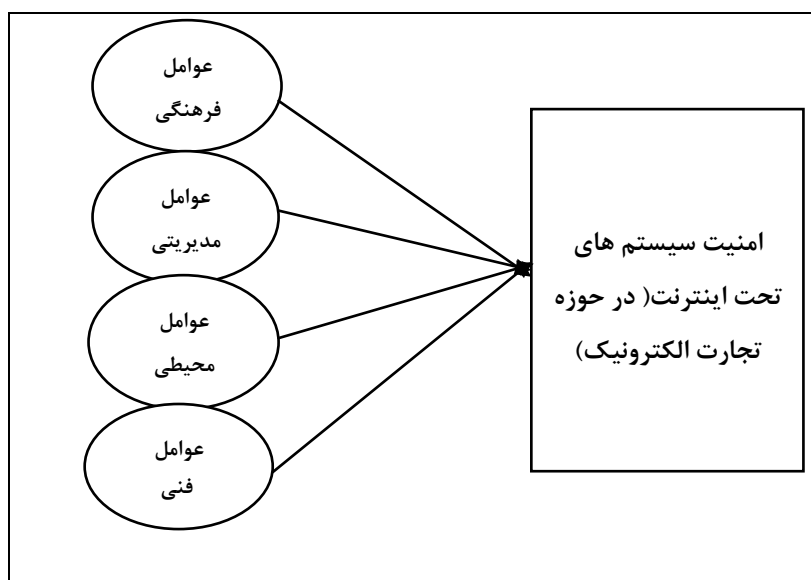 عوامل
فرهنگی
عوامل
مدیریتی
عوامل
محیطی
عوامل
فنی
امنیت سیستم های
تحت اینترنت( در حوزه
تجارت الکترونیک)